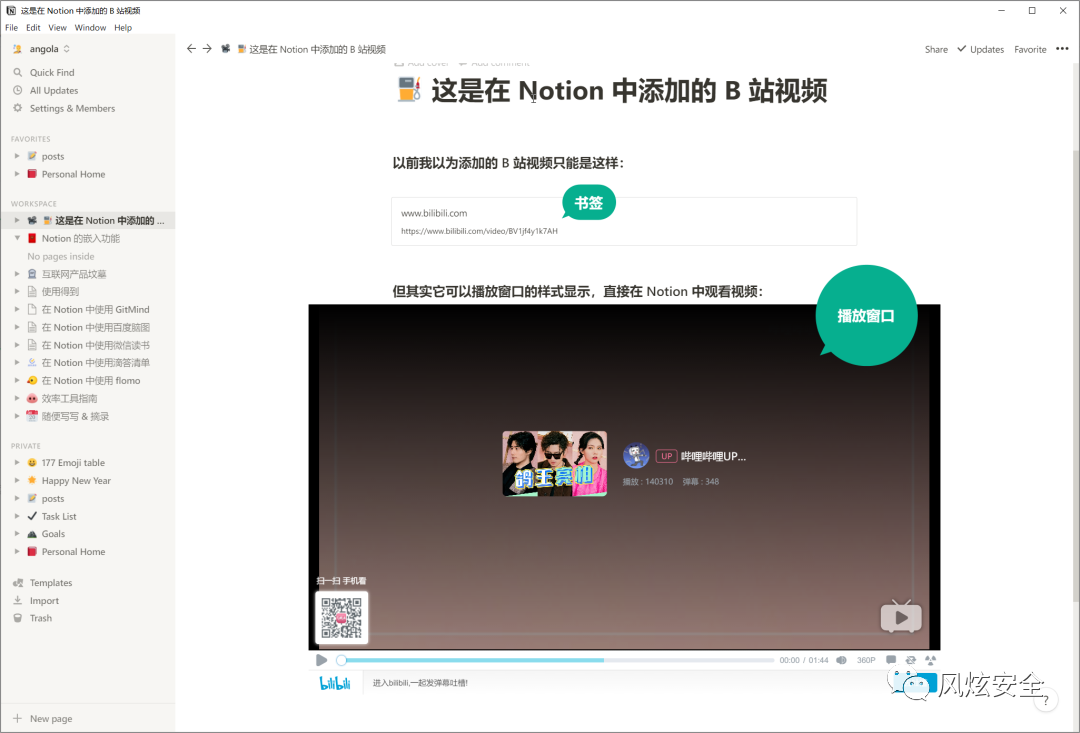 这是在 Notion 中添加的 B 站视频
File Edit View Window Help
angola
Quick Find
All Updates
Settings & Members
FAVORITES
posts
Personal Home
WORKSPACE
这是在 Notion 中添加的 ...
Notion 的嵌入功能
No pages inside
互联网产品坟墓
使用得到
在 Notion 中使用 GitMind
在 Notion 中使用百度脑图
在 Notion 中使用微信读书
在 Notion 中使用滴答清单
在 Notion 中使用 flomo
效率工具指南
随便写写 & 摘录
PRIVATE
177 Emoji table
Happy New Year
posts
Task List
Goals
Personal Home
Templates
Import
Trash
New page
这是在 Notion 中添加的 B 站视频
Share Updates Favorite
Add cover Add comment
这是在 Notion 中添加的 B 站视频
以前我以为添加的 B 站视频只能是这样：
书签
www.bilibili.com
https://www.bilibili.com/video/BV1jf4y1k7AH
但其实它可以播放窗口的样式显示，直接在 Notion 中观看视频：
播放窗口
鸽王亮相
UP 哔哩哔哩UP...
播放 : 140310 弹幕 : 348
扫一扫 手机看
00:00 / 01:44 360P
bilibili 进入bilibili,一起发弹幕吐槽!
风炫安全
?